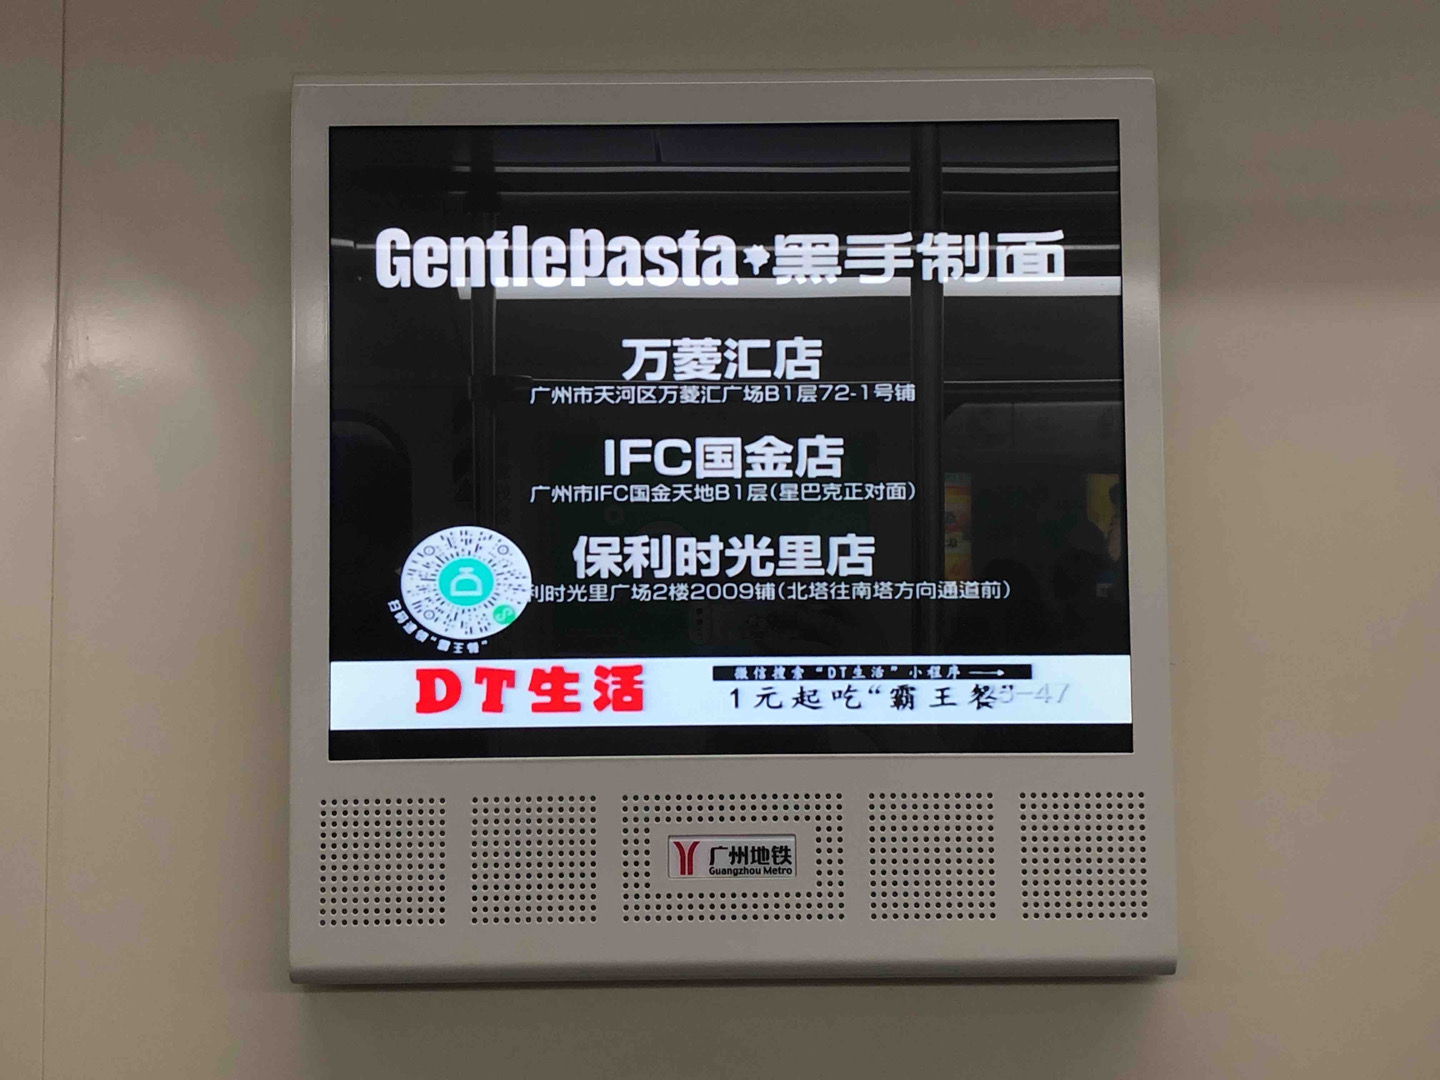 GentlePasta 黑手制面
万菱汇店
广州市天河区万菱汇广场B1层72-1号铺
IFC国金店
广州市IFC国金天地B1层(星巴克正对面)
保利时光里店
利时光里广场2楼2009铺(北塔往南塔方向通道前)
"霸王餐"
DT生活
微信搜索"DT生活"小程序
1元起吃"霸王餐"
-47
广州地铁
Guangzhou Metro